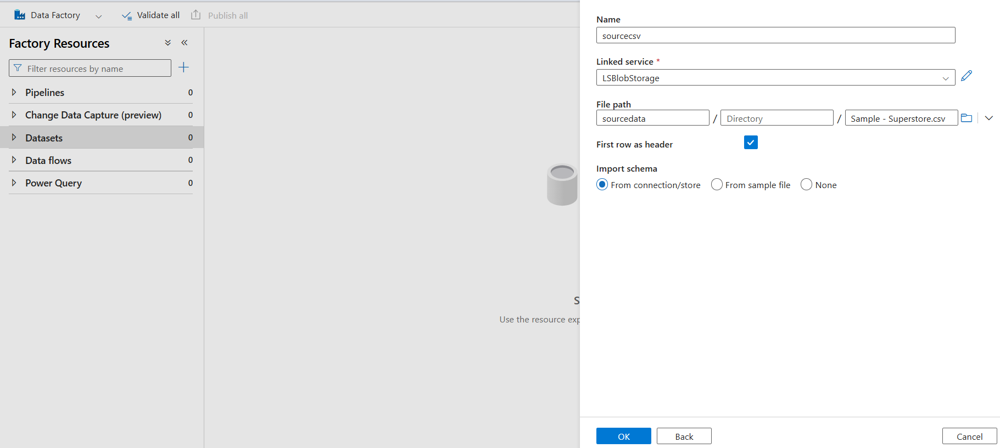 Data Factory
Validate all
Publish all
Factory Resources
Filter resources by name
Pipelines 0
Change Data Capture (preview) 0
Datasets 0
Data flows 0
Power Query 0
S
Use the resource exp
Name
sourcecsv
Linked service *
LSBlobStorage
File path
sourcedata / Directory / Sample - Superstore.csv
First row as header
Import schema
From connection/store From sample file None
OK Back Cancel